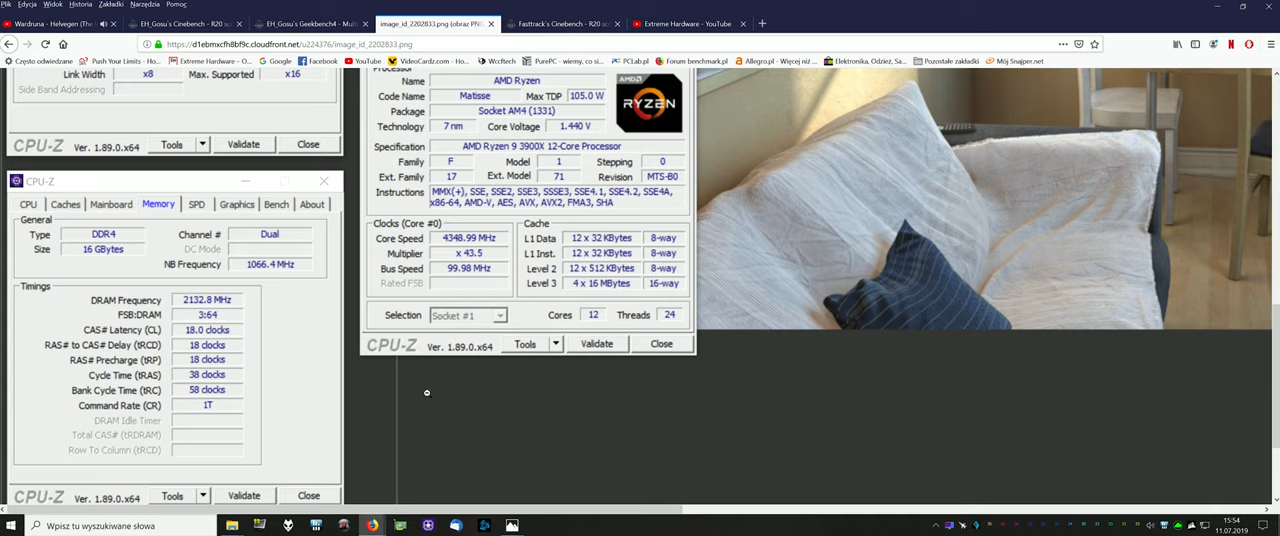 Plik Edycja Widok Historia Zakładki Narzędzia Pomoc
Wardruna - Helvegen (The
EH_Gosu's Cinebench - R20 sc
EH_Gosu's Geekbench4 - Mult
image_id_2202833.png (obraz PN
Fasttrack's Cinebench - R20 scor
Extreme Hardware - YouTube
https://d1ebmxcfh8bf9c.cloudfront.net/u224376/image_id_2202833.png
Często odwiedzane
Push Your Limits - Ho...
Extreme Hardware - O...
Google
Facebook
YouTube
VideoCardz.com - Ho...
Wccftech
PurePC - wiemy, co si...
PCLab.pl
Forum benchmark.pl
Allegro.pl - Więcej niż ...
Elektronika, Odzież, Sa...
Pozostałe zakładki
Mój Snajper.net
Link Width x8 Max. Supported x16
Side Band Addressing
CPU-Z Ver. 1.89.0.x64 Tools Validate Close
CPU-Z
CPU Caches Mainboard Memory SPD Graphics Bench About
General
Type DDR4 Channel # Dual
Size 16 GBytes DC Mode
NB Frequency 1066.4 MHz
Timings
DRAM Frequency 2132.8 MHz
FSB:DRAM 3:64
CAS# Latency (CL) 18.0 clocks
RAS# to CAS# Delay (tRCD) 18 clocks
RAS# Precharge (tRP) 18 clocks
Cycle Time (tRAS) 38 clocks
Bank Cycle Time (tRC) 58 clocks
Command Rate (CR) 1T
DRAM Idle Timer
Total CAS# (tRDRAM)
Row To Column (tRCD)
CPU-Z Ver. 1.89.0.x64 Tools Validate Close
Processor
Name AMD Ryzen
Code Name Matisse Max TDP 105.0 W
Package Socket AM4 (1331)
Technology 7 nm Core Voltage 1.440 V
AMD
RYZEN
Specification AMD Ryzen 9 3900X 12-Core Processor
Family F Model 1 Stepping 0
Ext. Family 17 Ext. Model 71 Revision MTS-B0
Instructions MMX(+), SSE, SSE2, SSE3, SSSE3, SSE4.1, SSE4.2, SSE4A,
x86-64, AMD-V, AES, AVX, AVX2, FMA3, SHA
Clocks (Core #0)
Core Speed 4348.99 MHz
Multiplier x 43.5
Bus Speed 99.98 MHz
Rated FSB
Cache
L1 Data 12 x 32 KBytes 8-way
L1 Inst. 12 x 32 KBytes 8-way
Level 2 12 x 512 KBytes 8-way
Level 3 4 x 16 MBytes 16-way
Selection Socket #1 Cores 12 Threads 24
CPU-Z Ver. 1.89.0.x64 Tools Validate Close
Wpisz tu wyszukiwane słowa
15:54
11.07.2019